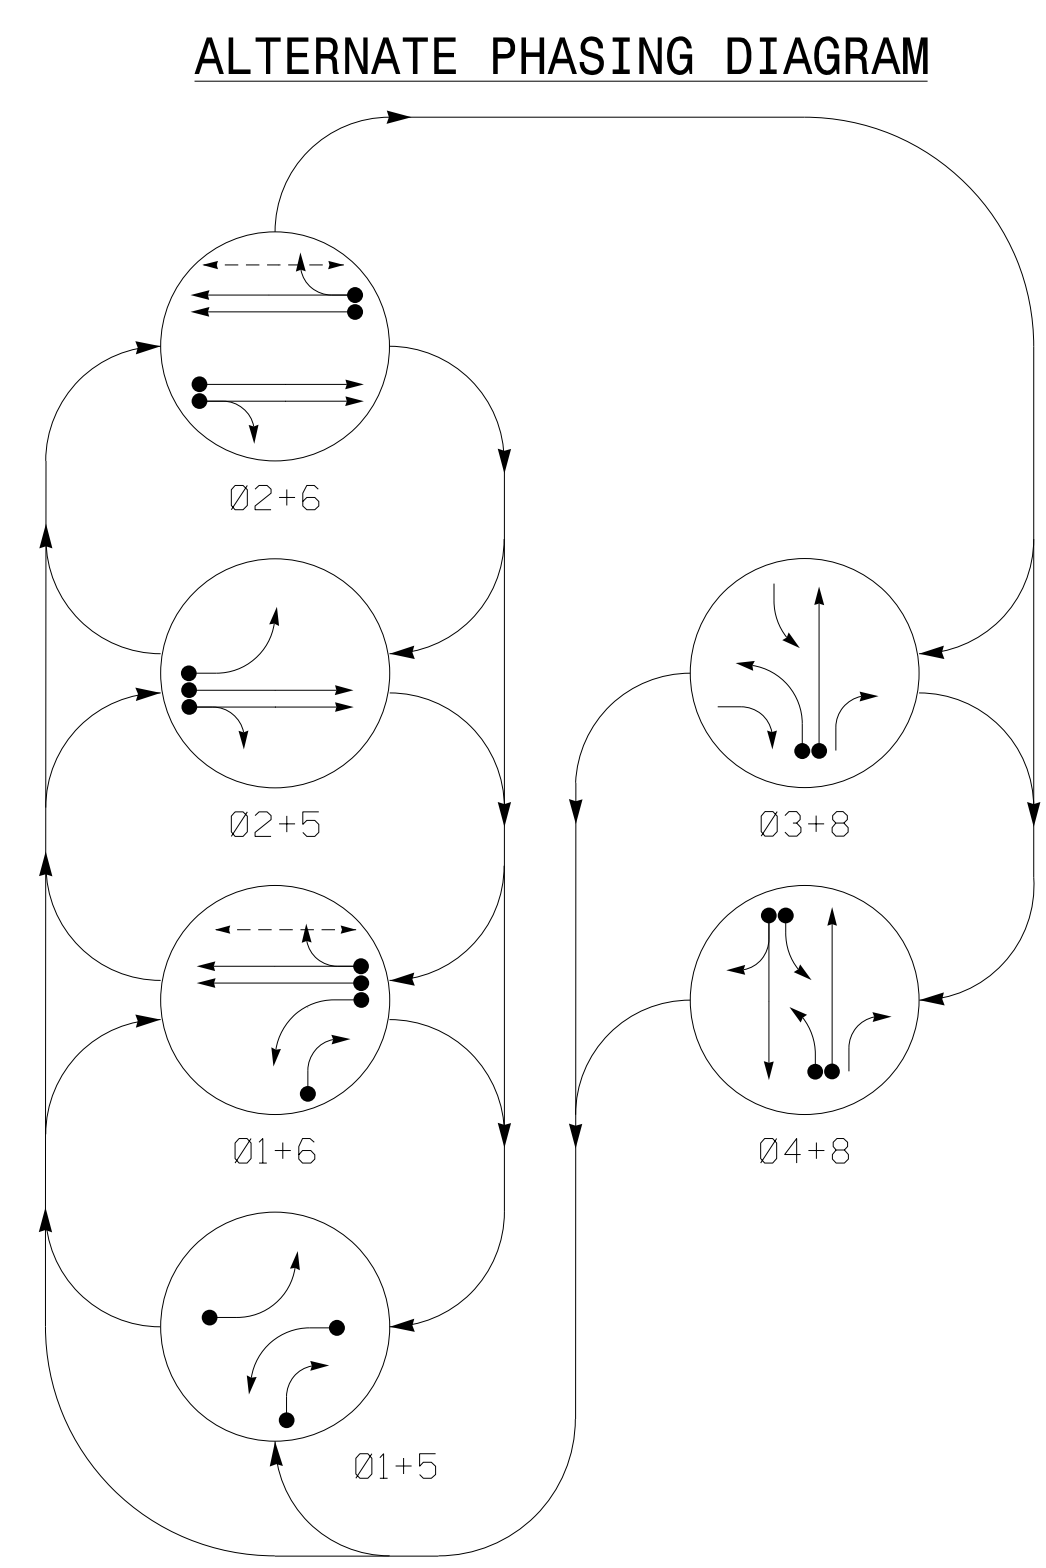 ALTERNATE PHASING DIAGRAM
Ø2+6
Ø2+5
Ø3+8
Ø1+6
Ø4+8
Ø1+5